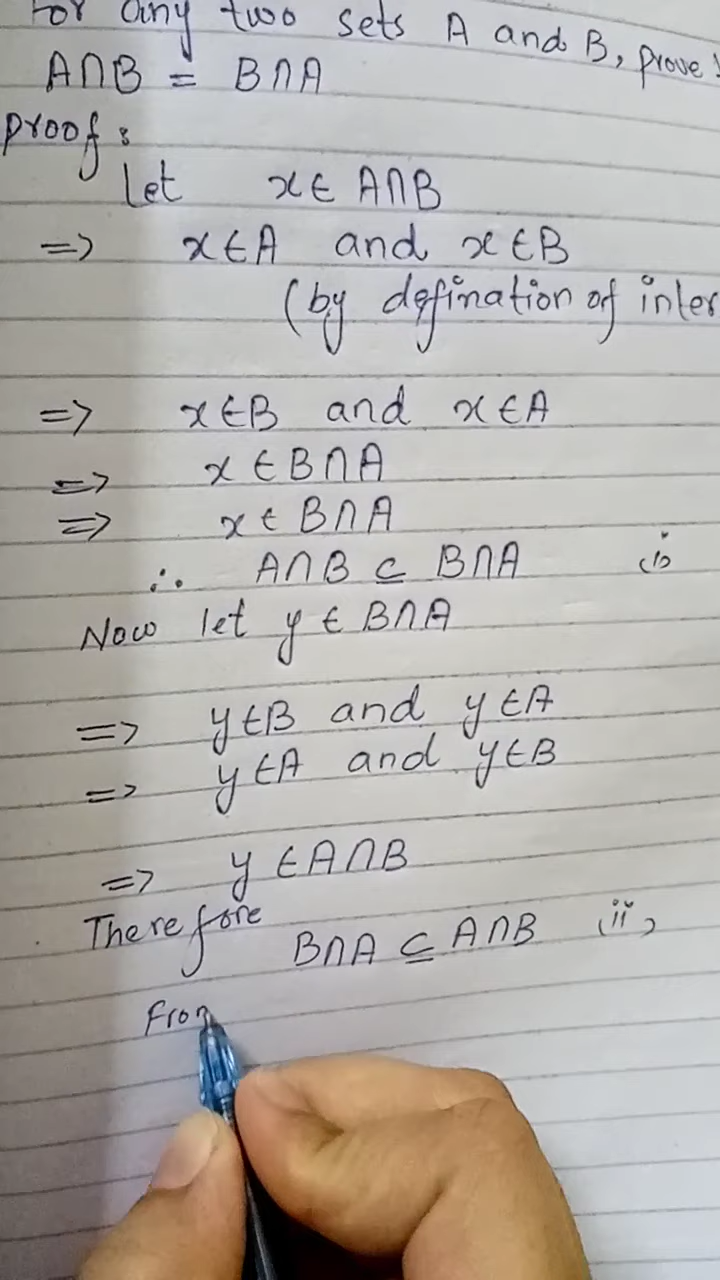 For any two sets A and B, prove
A∩B = B∩A
Proof:
Let x∈A∩B
=> x∈A and x∈B
(by defination of inter
=> x∈B and x∈A
=> x∈B∩A
=> x∈B∩A
∴ A∩B ⊆ B∩A (i)
Now let y∈B∩A
=> y∈B and y∈A
=> y∈A and y∈B
=> y∈A∩B
Therefore
B∩A ⊆ A∩B (ii)
From